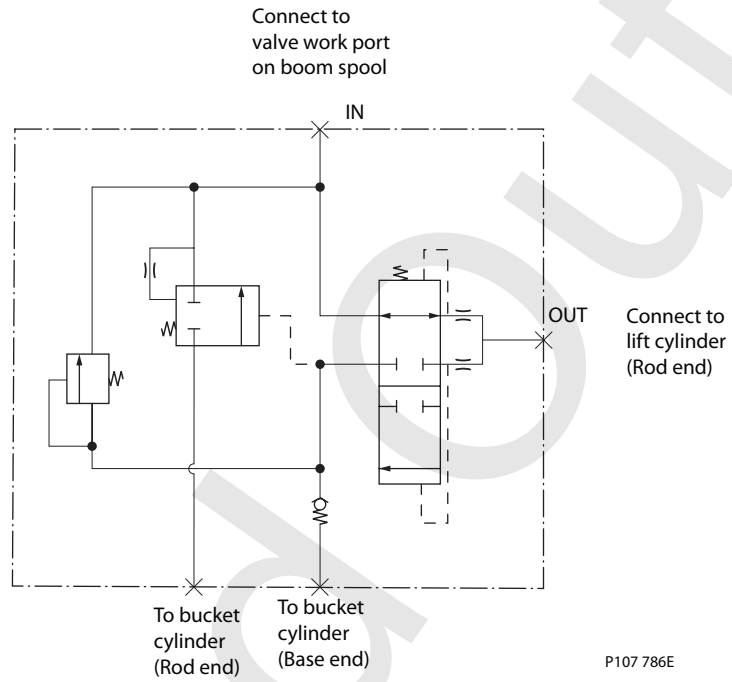 Connect to
valve work port
on boom spool
IN
OUT
Connect to
lift cylinder
(Rod end)
To bucket
cylinder
(Rod end)
To bucket
cylinder
(Base end)
P107 786E
d Out